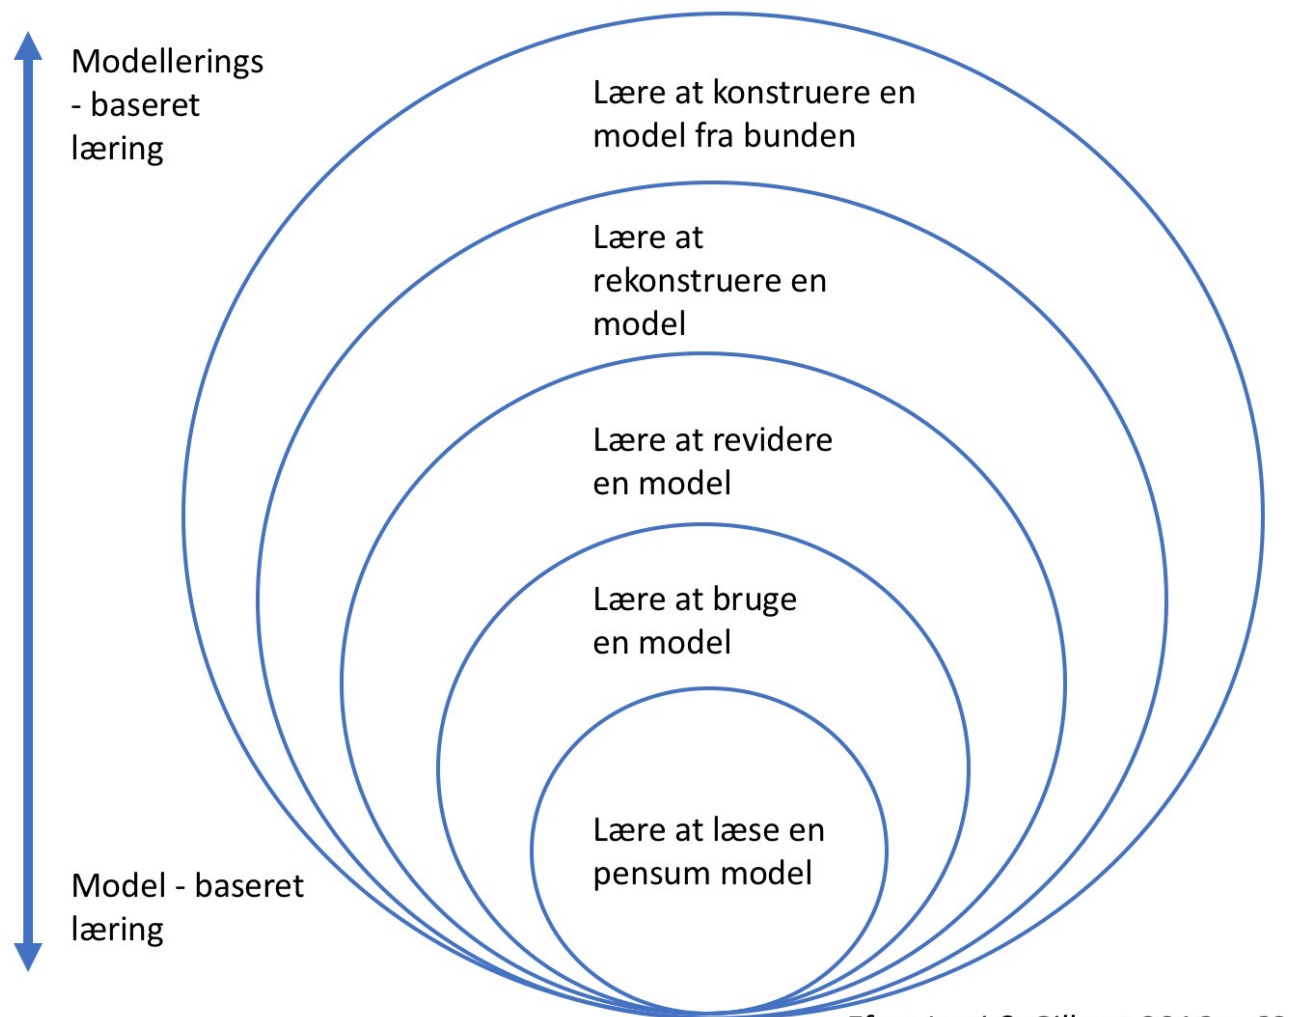 Modellerings
- baseret
læring
Lære at konstruere en
model fra bunden
Lære at
rekonstruere en
model
Lære at revidere
en model
Lære at bruge
en model
Lære at læse en
pensum model
Model - baseret
læring